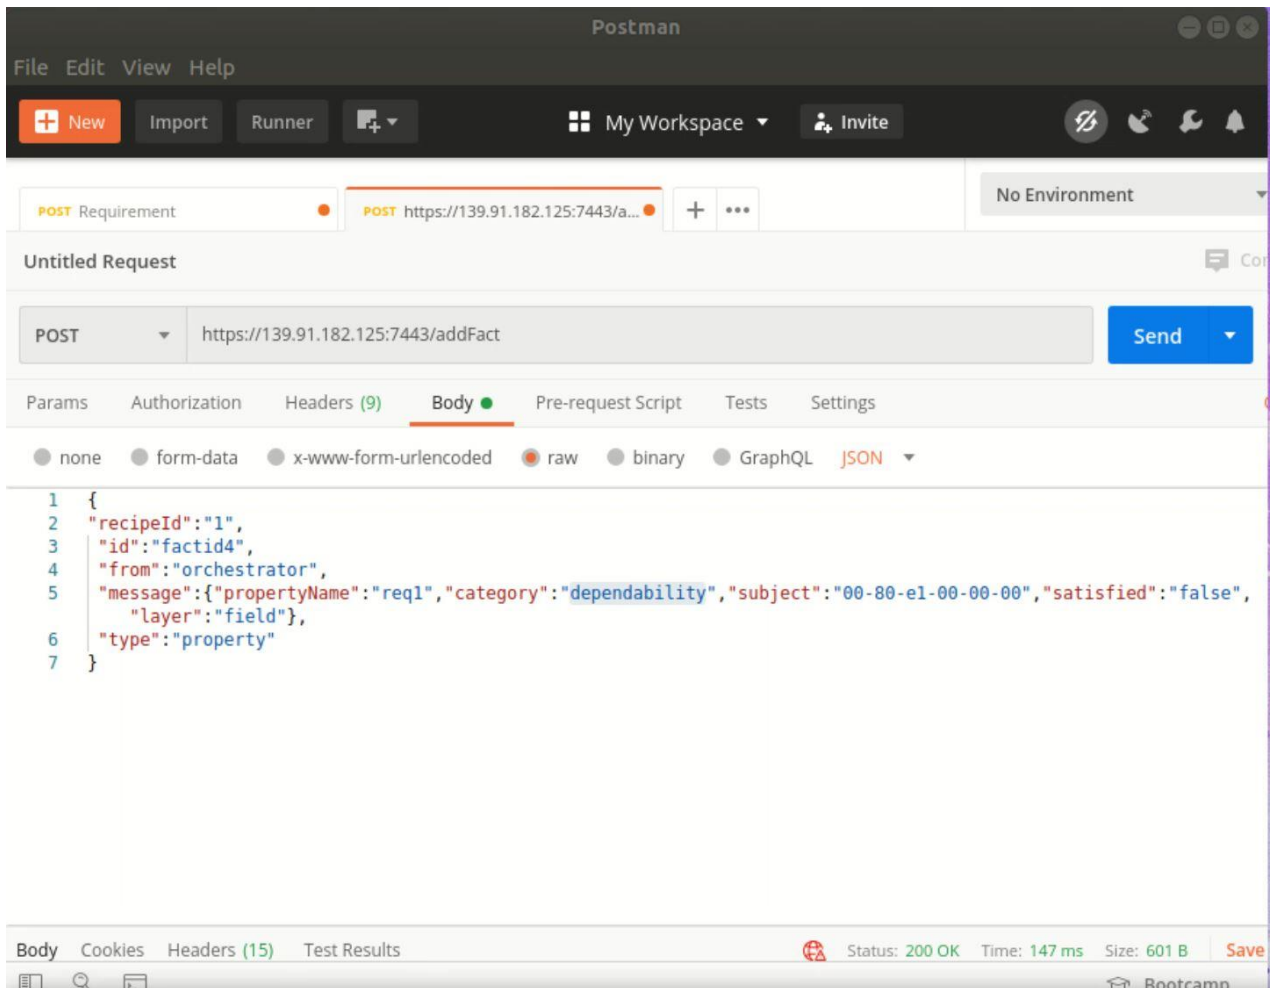 Postman
File Edit View Help
New Import Runner My Workspace Invite
POST Requirement POST https://139.91.182.125:7443/a... + ••• No Environment
Untitled Request
POST https://139.91.182.125:7443/addFact Send
Params Authorization Headers (9) Body Pre-request Script Tests Settings
none form-data x-www-form-urlencoded raw binary GraphQL JSON
1 {
2 "recipeId":"1",
3 "id":"factid4",
4 "from":"orchestrator",
5 "message":{"propertyName":"req1","category":"dependability","subject":"00-80-e1-00-00-00","satisfied":"false",
"layer":"field"},
6 "type":"property"
7 }
Body Cookies Headers (15) Test Results Status: 200 OK Time: 147 ms Size: 601 B Save
Bootcamp